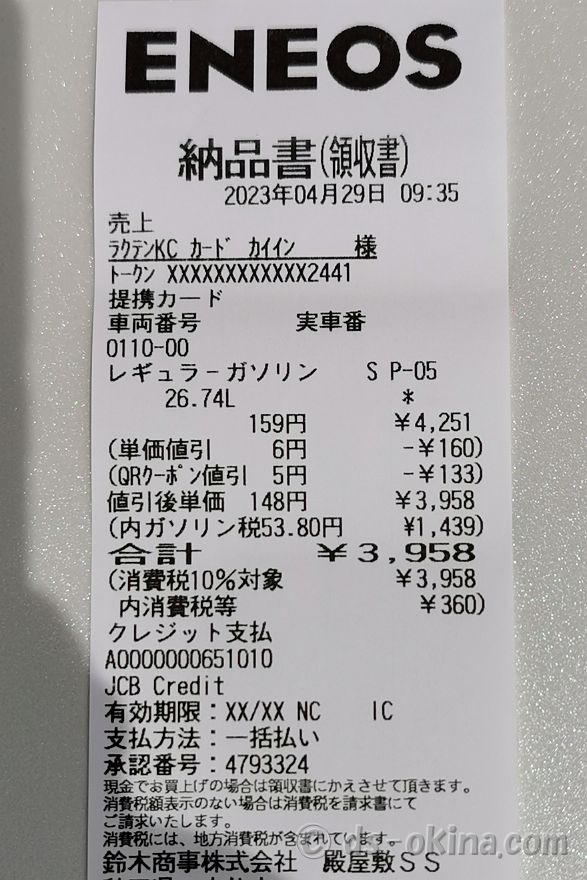 ENEOS
納品書(領収書)
2023年04月29日 09:35
売上
ﾗｸﾃﾝKC ｶｰﾄﾞ ｶｲｲﾝ 様
ﾄｰｸﾝ XXXXXXXXXXXX2441
提携カード
車両番号 実車番
0110-00
レギュラーガソリン S P-05
26.74L *
159円 ¥4,251
(単価値引 6円 -¥160)
(QRｸｰﾎﾟﾝ値引 5円 -¥133)
値引後単価 148円 ¥3,958
(内ガソリン税53.80円 ¥1,439)
合計 ¥3,958
(消費税10%対象 ¥3,958
内消費税等 ¥360)
クレジット支払
A0000000651010
JCB Credit
有効期限:XX/XX NC IC
支払方法:一括払い
承認番号:4793324
現金でお買上げの場合は領収書にかえさせて頂きます。
消費税額表示のない場合は消費税を請求書にて
ご請求いたします。
消費税には、地方消費税が含まれています。
©ds-okina.com
鈴木商事株式会社 殿屋敷SS